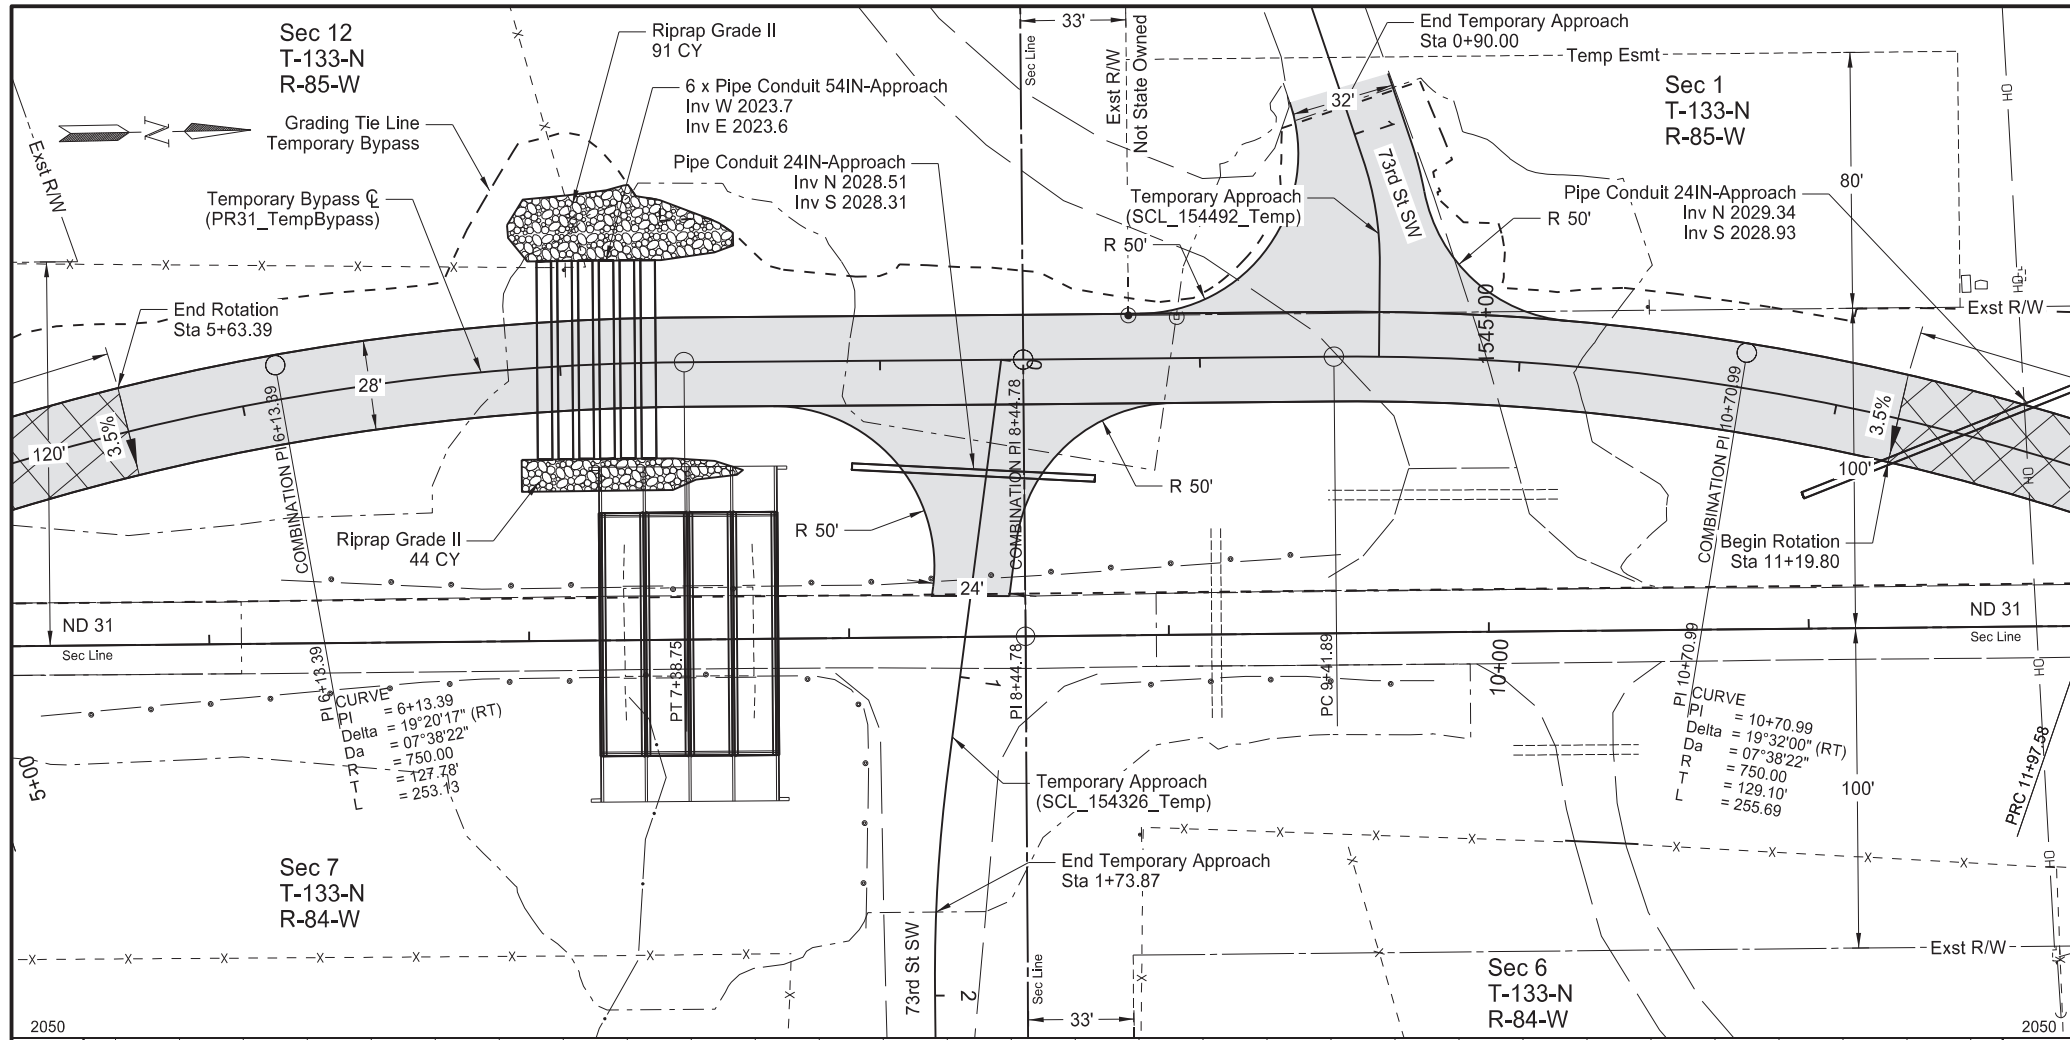 Sec 12
T-133-N
R-85-W
Riprap Grade II
91 CY
6 x Pipe Conduit 54IN-Approach
Inv W 2023.7
Inv E 2023.6
Grading Tie Line
Temporary Bypass
N
Exst R/W
Temporary Bypass ℄
(PR31_TempBypass)
Pipe Conduit 24IN-Approach
Inv N 2028.51
Inv S 2028.31
33'
Sec Line
Exst R/W
Not State Owned
End Temporary Approach
Sta 0+90.00
Temp Esmt
Sec 1
T-133-N
R-85-W
32'
1
73rd St SW
Temporary Approach
(SCL_154492_Temp)
R 50'
R 50'
Pipe Conduit 24IN-Approach
Inv N 2029.34
Inv S 2028.93
80'
OH
OH
Exst R/W
End Rotation
Sta 5+63.39
28'
120'
3.5%
COMBINATION PI 6+13.39
0
COMBINATION PI 8+44.78
1545+00
COMBINATION PI 10+70.99
3.5%
100'
OH
Riprap Grade II
44 CY
R 50'
R 50'
24'
Begin Rotation
Sta 11+19.80
ND 31
Sec Line
ND 31
Sec Line
PI 6+13.39
CURVE
PI = 6+13.39
Delta = 19°20'17" (RT)
Da = 07°38'22"
R = 750.00
T = 127.78'
L = 253.13
PT 7+38.75
PI 8+44.78
1
PC 9+41.89
10+00
PI 10+70.99
CURVE
PI = 10+70.99
Delta = 19°32'00" (RT)
Da = 07°38'22"
R = 750.00
T = 129.10'
L = 255.69
OH
5+00
Temporary Approach
(SCL_154326_Temp)
100'
PRC 11+97.58
OH
Sec 7
T-133-N
R-84-W
End Temporary Approach
Sta 1+73.87
73rd St SW
2
Sec Line
33'
Exst R/W
Sec 6
T-133-N
R-84-W
2050
2050